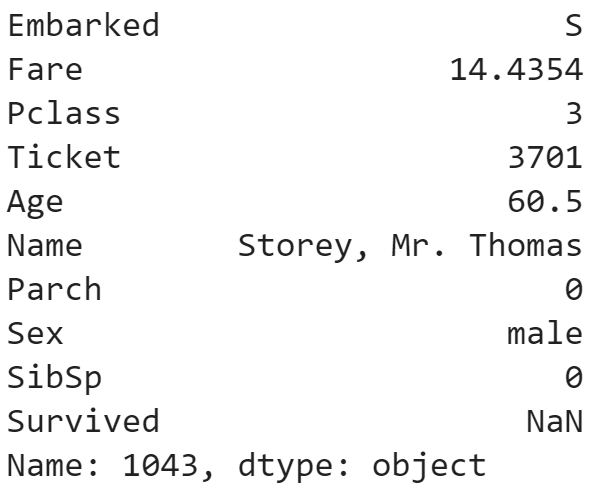 Embarked S
Fare 14.4354
Pclass 3
Ticket 3701
Age 60.5
Name Storey, Mr. Thomas
Parch 0
Sex male
SibSp 0
Survived NaN
Name: 1043, dtype: object